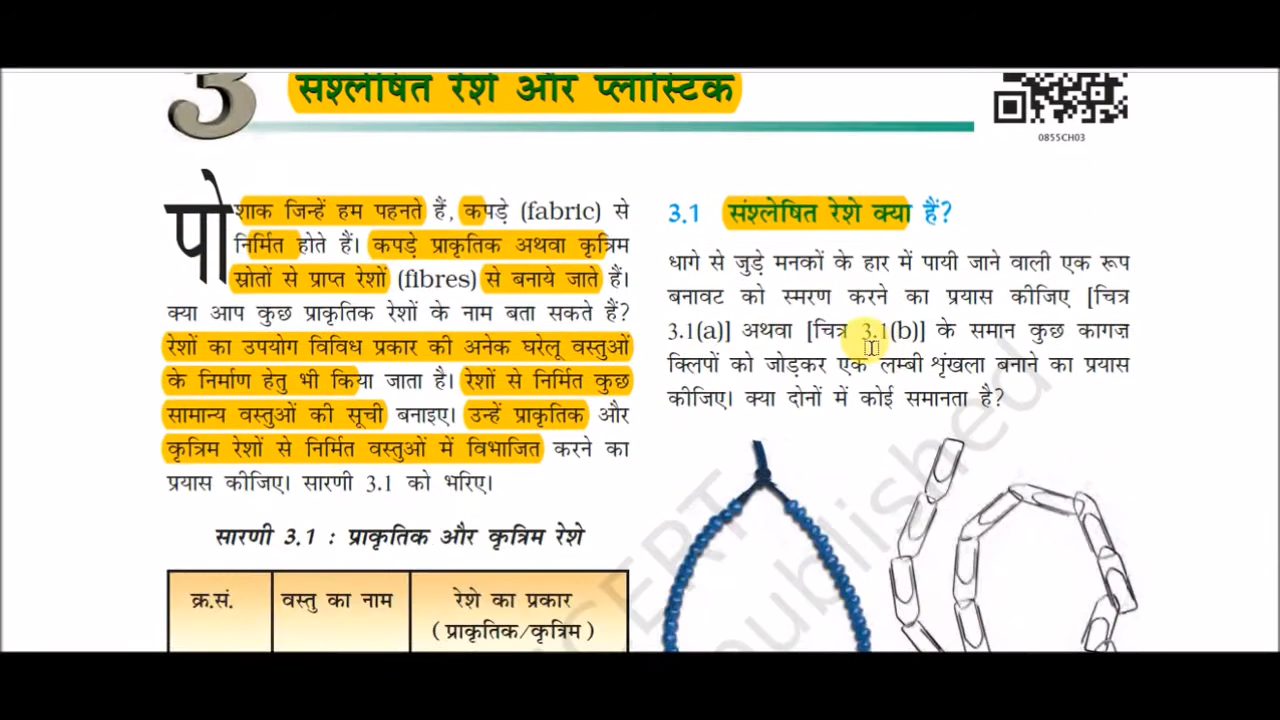 3
संश्लेषित रेशे और प्लास्टिक
0855CH03
पोशाक जिन्हें हम पहनते हैं, कपड़े (fabric) से
निर्मित होते हैं। कपड़े प्राकृतिक अथवा कृत्रिम
स्रोतों से प्राप्त रेशों (fibres) से बनाये जाते हैं।
क्या आप कुछ प्राकृतिक रेशों के नाम बता सकते हैं?
रेशों का उपयोग विविध प्रकार की अनेक घरेलू वस्तुओं
के निर्माण हेतु भी किया जाता है। रेशों से निर्मित कुछ
सामान्य वस्तुओं की सूची बनाइए। उन्हें प्राकृतिक और
कृत्रिम रेशों से निर्मित वस्तुओं में विभाजित करने का
प्रयास कीजिए। सारणी 3.1 को भरिए।
सारणी 3.1 : प्राकृतिक और कृत्रिम रेशे
क्र.सं. वस्तु का नाम रेशे का प्रकार
(प्राकृतिक/कृत्रिम)
3.1 संश्लेषित रेशे क्या हैं?
धागे से जुड़े मनकों के हार में पायी जाने वाली एक रूप
बनावट को स्मरण करने का प्रयास कीजिए [चित्र
3.1(a)] अथवा [चित्र 3.1(b)] के समान कुछ कागज़
क्लिपों को जोड़कर एक लम्बी शृंखला बनाने का प्रयास
कीजिए। क्या दोनों में कोई समानता है?
NCERT
published